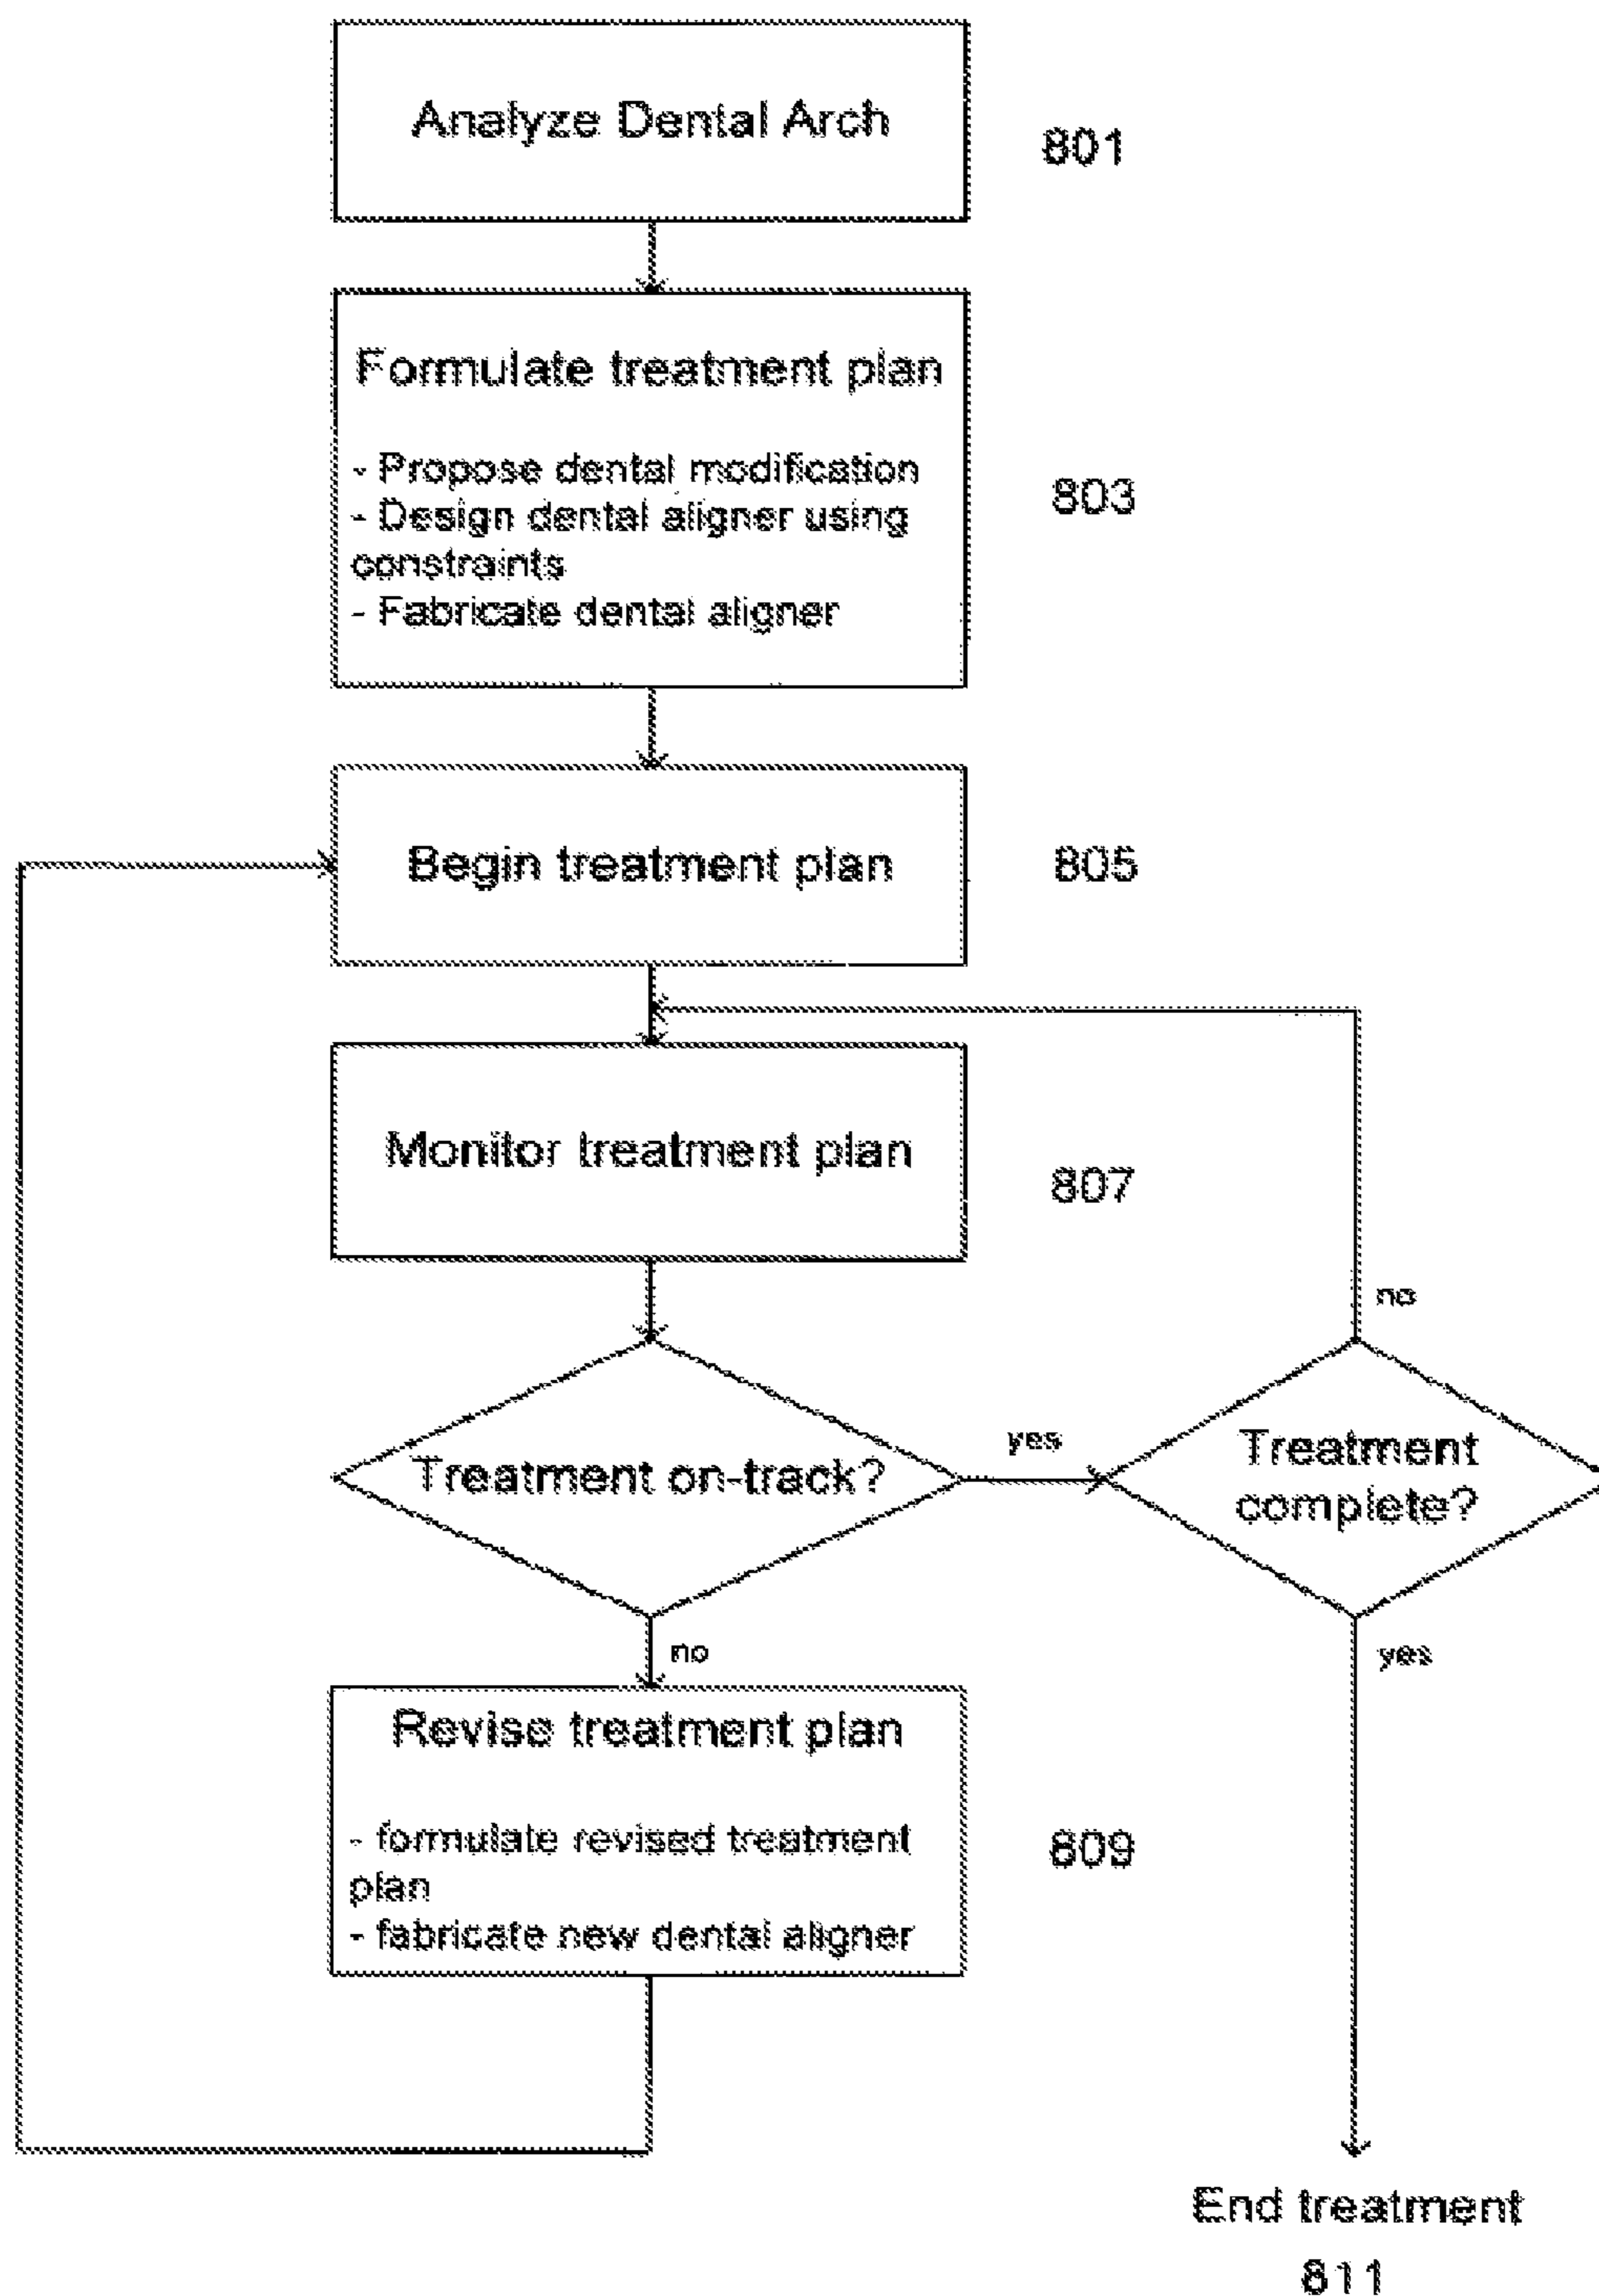 Analyze Dental Arch
801
Formulate treatment plan
- Propose dental modification
- Design dental aligner using
constraints
- Fabricate dental aligner
803
Begin treatment plan
805
Monitor treatment plan
807
no
Treatment on-track?
yes
Treatment
complete?
no
yes
Revise treatment plan
- formulate revised treatment
plan
- fabricate new dental aligner
809
End treatment
811